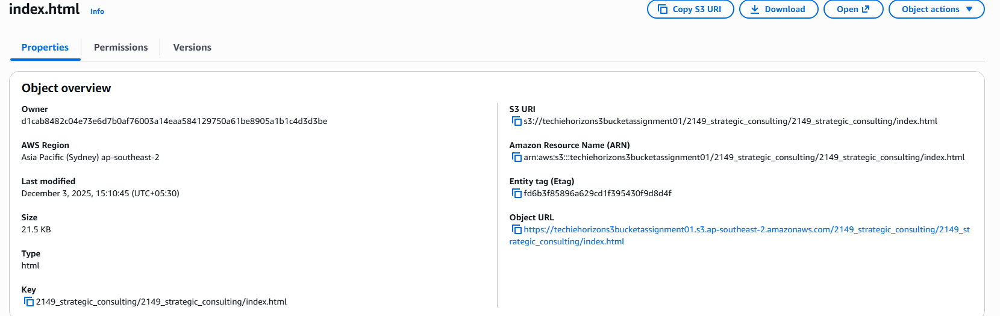 index.html Info Copy S3 URI Download Open Object actions
Properties Permissions Versions
Object overview
Owner
d1cab8482c04e73e6d7b0af76003a14eaa584129750a61be8905a1b1c4d3d3be
AWS Region
Asia Pacific (Sydney) ap-southeast-2
Last modified
December 3, 2025, 15:10:45 (UTC+05:30)
Size
21.5 KB
Type
html
Key
2149_strategic_consulting/2149_strategic_consulting/index.html
S3 URI
s3://techiehorizons3bucketassignment01/2149_strategic_consulting/2149_strategic_consulting/index.html
Amazon Resource Name (ARN)
arn:aws:s3:::techiehorizons3bucketassignment01/2149_strategic_consulting/2149_strategic_consulting/index.html
Entity tag (Etag)
fd6b3f85896a629cd1f395430f9d8d4f
Object URL
https://techiehorizons3bucketassignment01.s3.ap-southeast-2.amazonaws.com/2149_strategic_consulting/2149_st
rategic_consulting/index.html